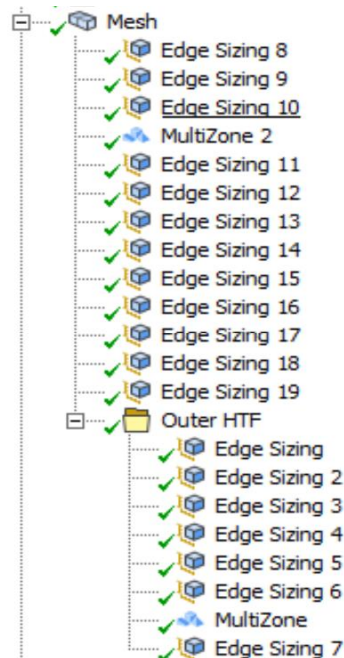 Mesh
Edge Sizing 8
Edge Sizing 9
Edge Sizing 10
MultiZone 2
Edge Sizing 11
Edge Sizing 12
Edge Sizing 13
Edge Sizing 14
Edge Sizing 15
Edge Sizing 16
Edge Sizing 17
Edge Sizing 18
Edge Sizing 19
Outer HTF
Edge Sizing
Edge Sizing 2
Edge Sizing 3
Edge Sizing 4
Edge Sizing 5
Edge Sizing 6
MultiZone
Edge Sizing 7